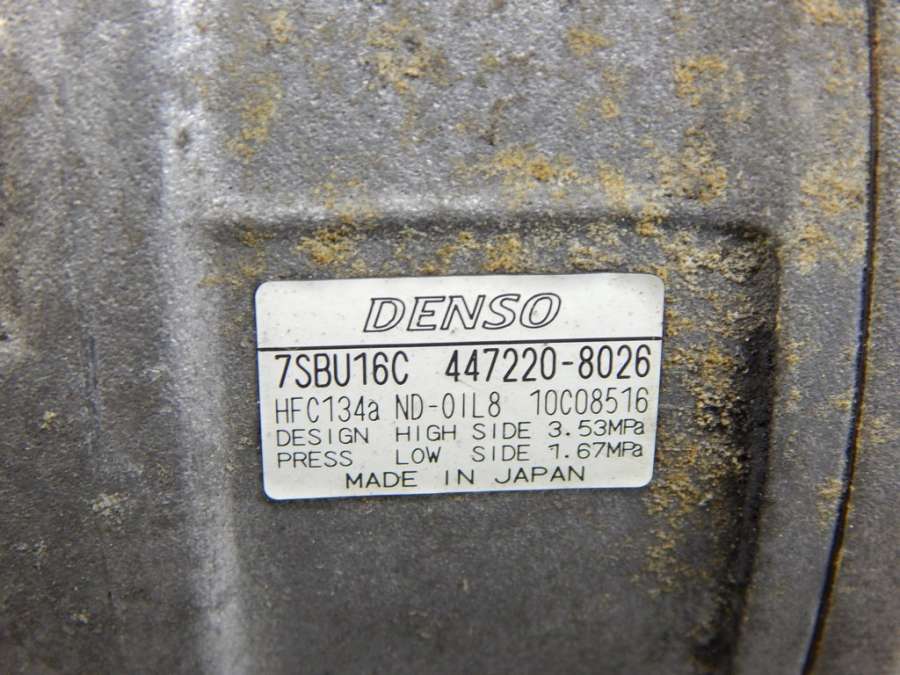 DENSO
7SBU16C 447220-8026
HFC134a ND-OIL8 10C08516
DESIGN HIGH SIDE 3.53MPa
PRESS LOW SIDE 1.67MPa
MADE IN JAPAN